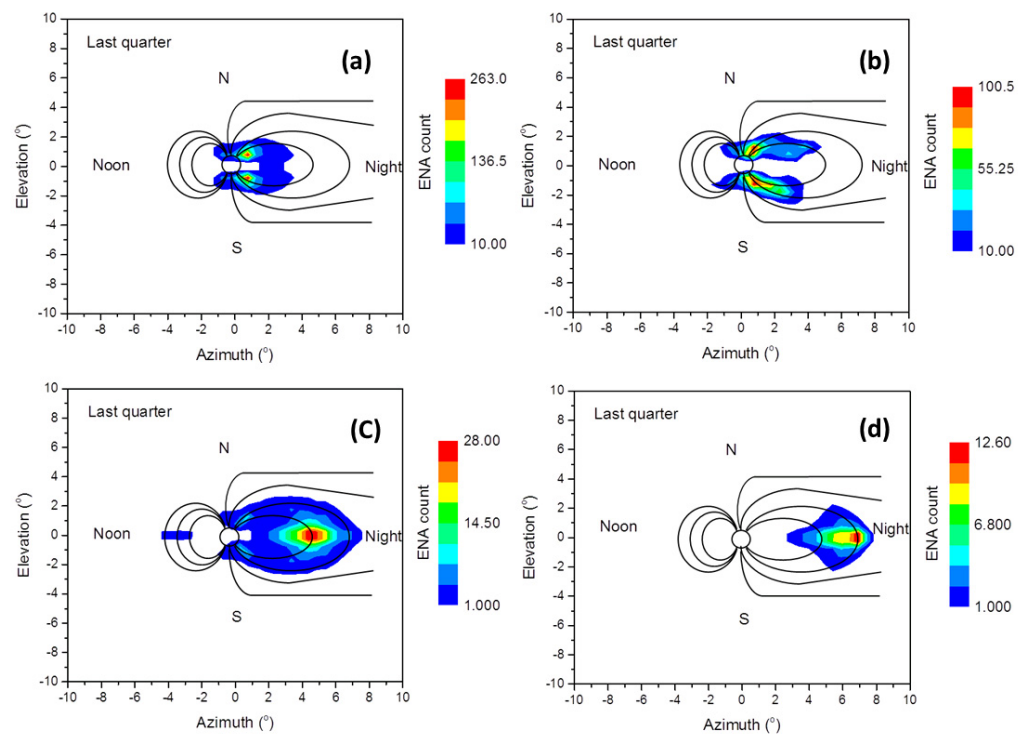 Last quarter
(a)
N
Noon
Night
S
Elevation (°)
10
8
6
4
2
0
-2
-4
-6
-8
-10
-10 -8 -6 -4 -2 0 2 4 6 8 10
Azimuth (°)
263.0
136.5
10.00
ENA count
Last quarter
(b)
N
Noon
Night
S
Elevation (°)
10
8
6
4
2
0
-2
-4
-6
-8
-10
-10 -8 -6 -4 -2 0 2 4 6 8 10
Azimuth (°)
100.5
55.25
10.00
ENA count
Last quarter
(C)
N
Noon
Night
S
Elevation (°)
10
8
6
4
2
0
-2
-4
-6
-8
-10
-10 -8 -6 -4 -2 0 2 4 6 8 10
Azimuth (°)
28.00
14.50
1.000
ENA count
Last quarter
(d)
N
Noon
Night
S
Elevation (°)
10
8
6
4
2
0
-2
-4
-6
-8
-10
-10 -8 -6 -4 -2 0 2 4 6 8 10
Azimuth (°)
12.60
6.800
1.000
ENA count